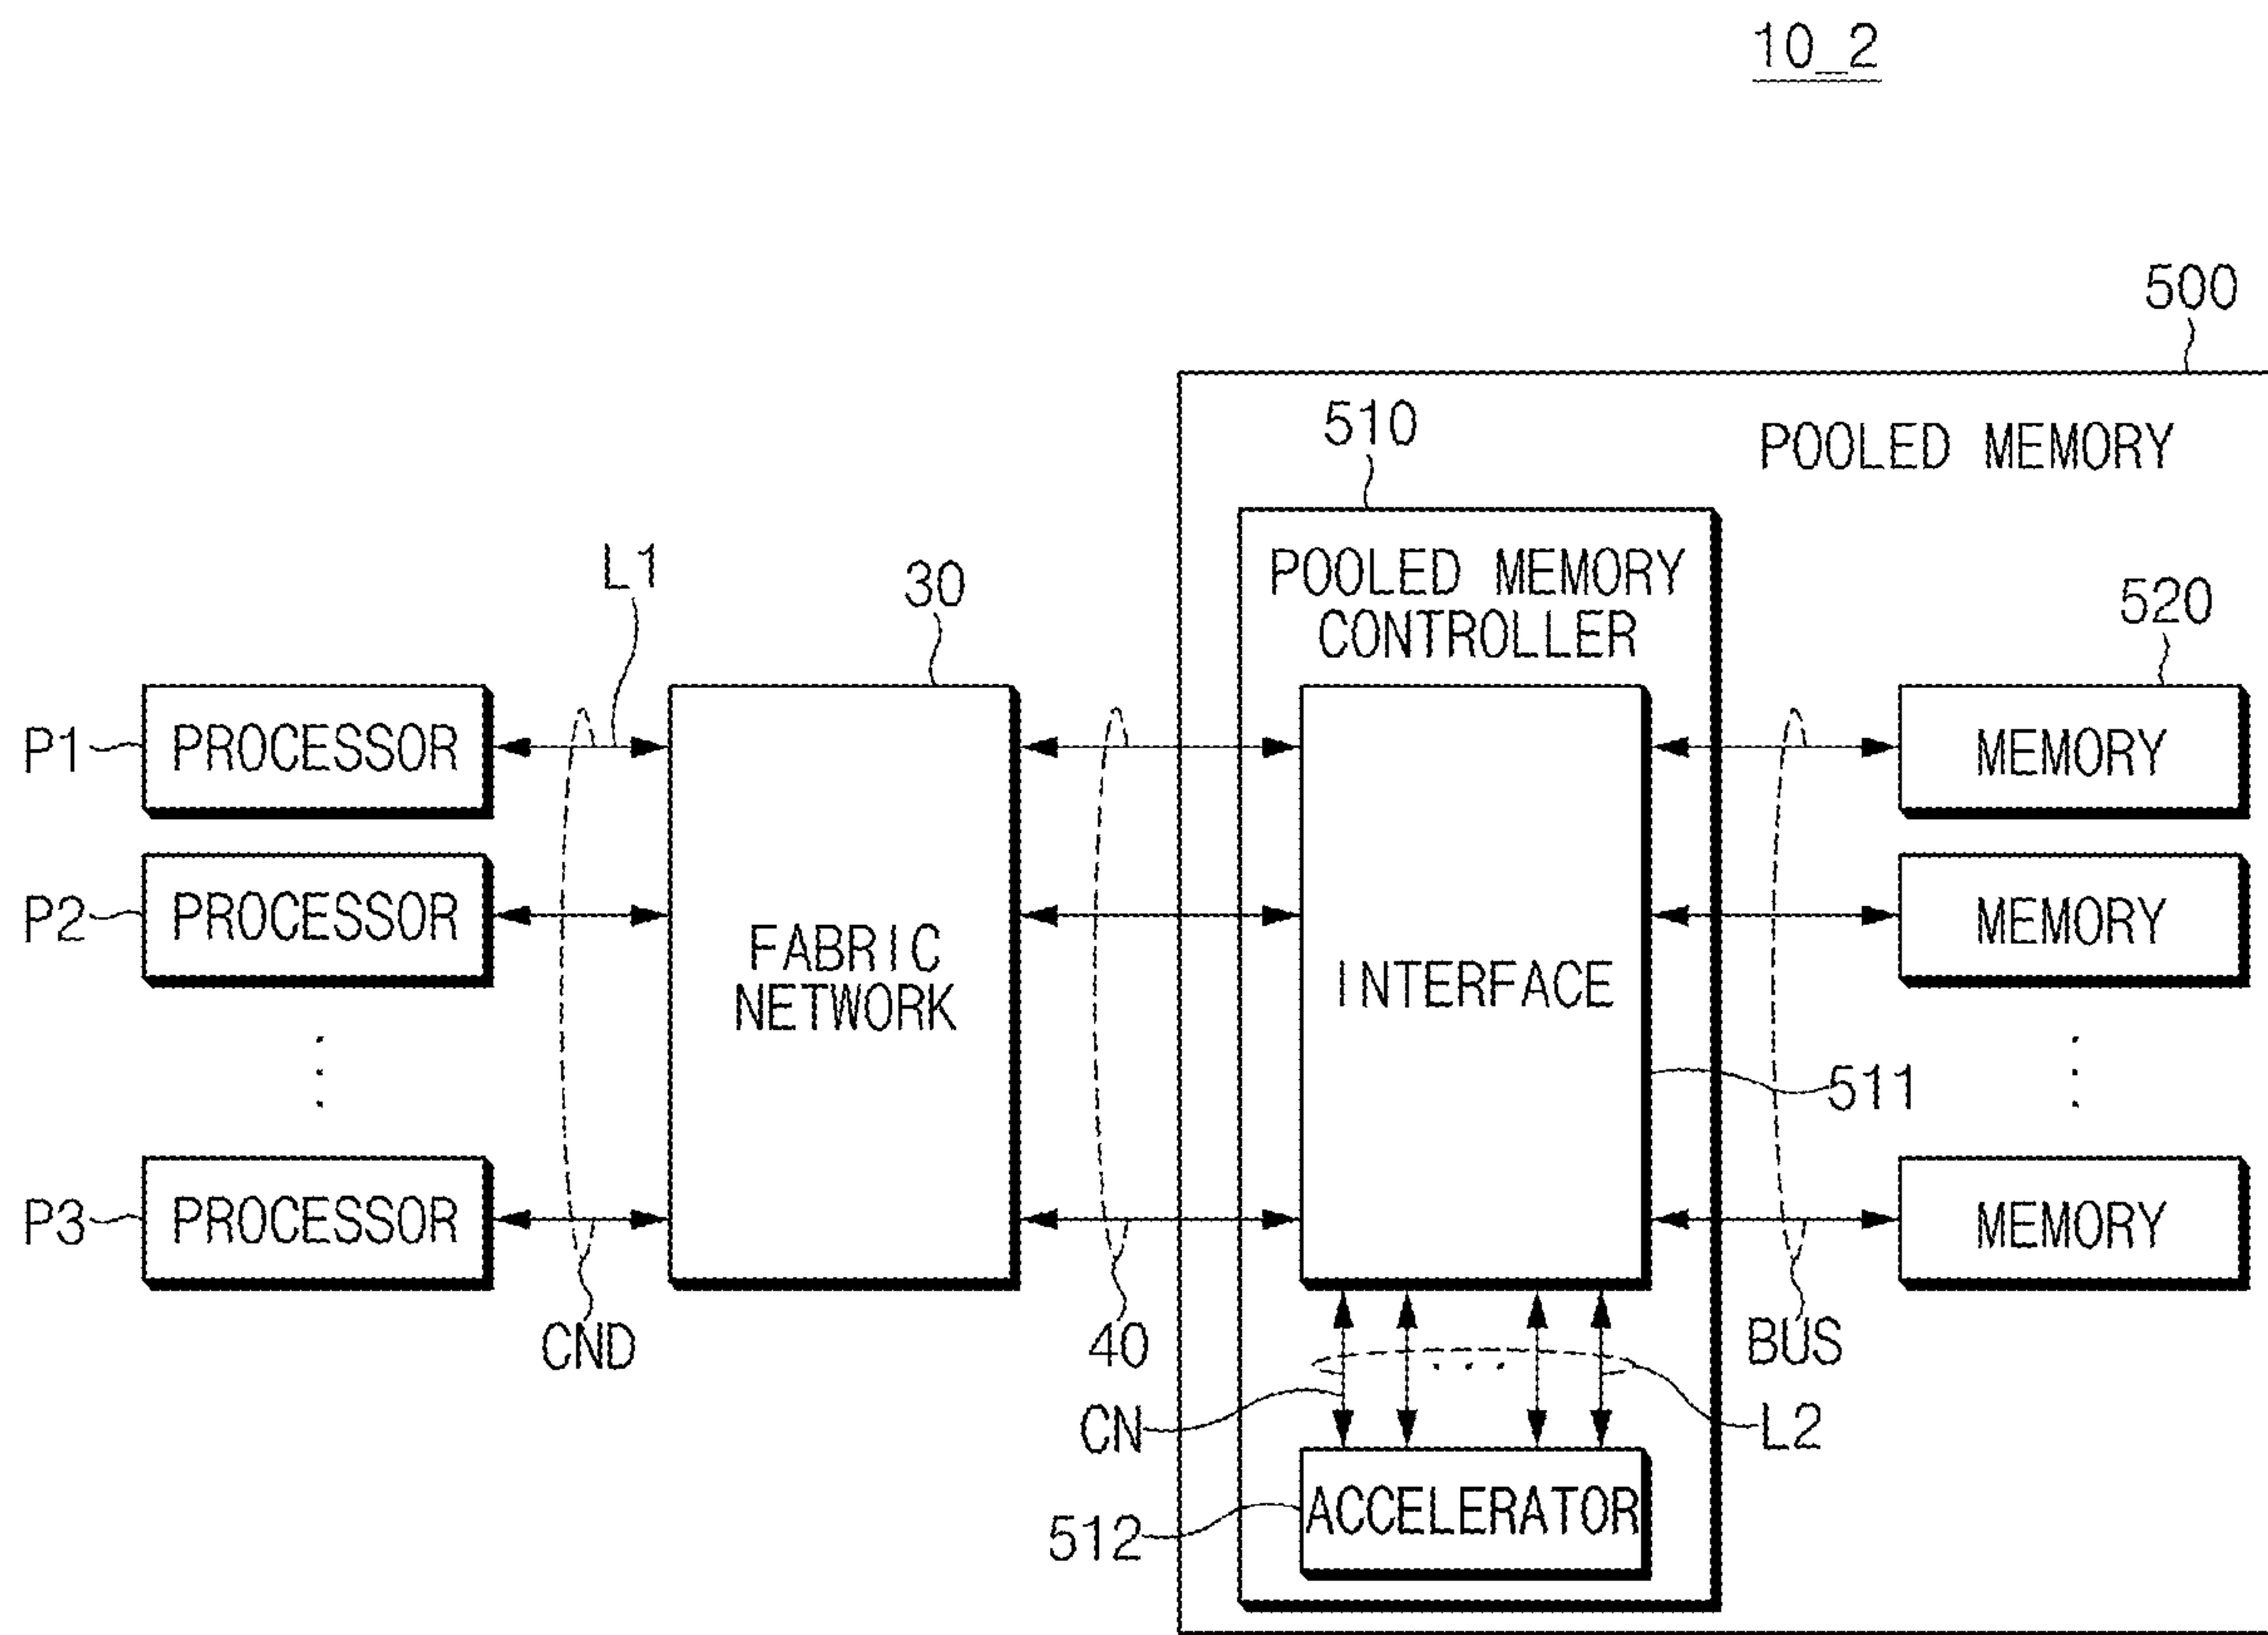 10_2
500
510
POOLED MEMORY
L1
30
POOLED MEMORY
CONTROLLER
520
P1
PROCESSOR
MEMORY
P2
PROCESSOR
MEMORY
FABRIC
NETWORK
INTERFACE
511
P3
PROCESSOR
MEMORY
CND
40
BUS
CN
L2
512
ACCELERATOR